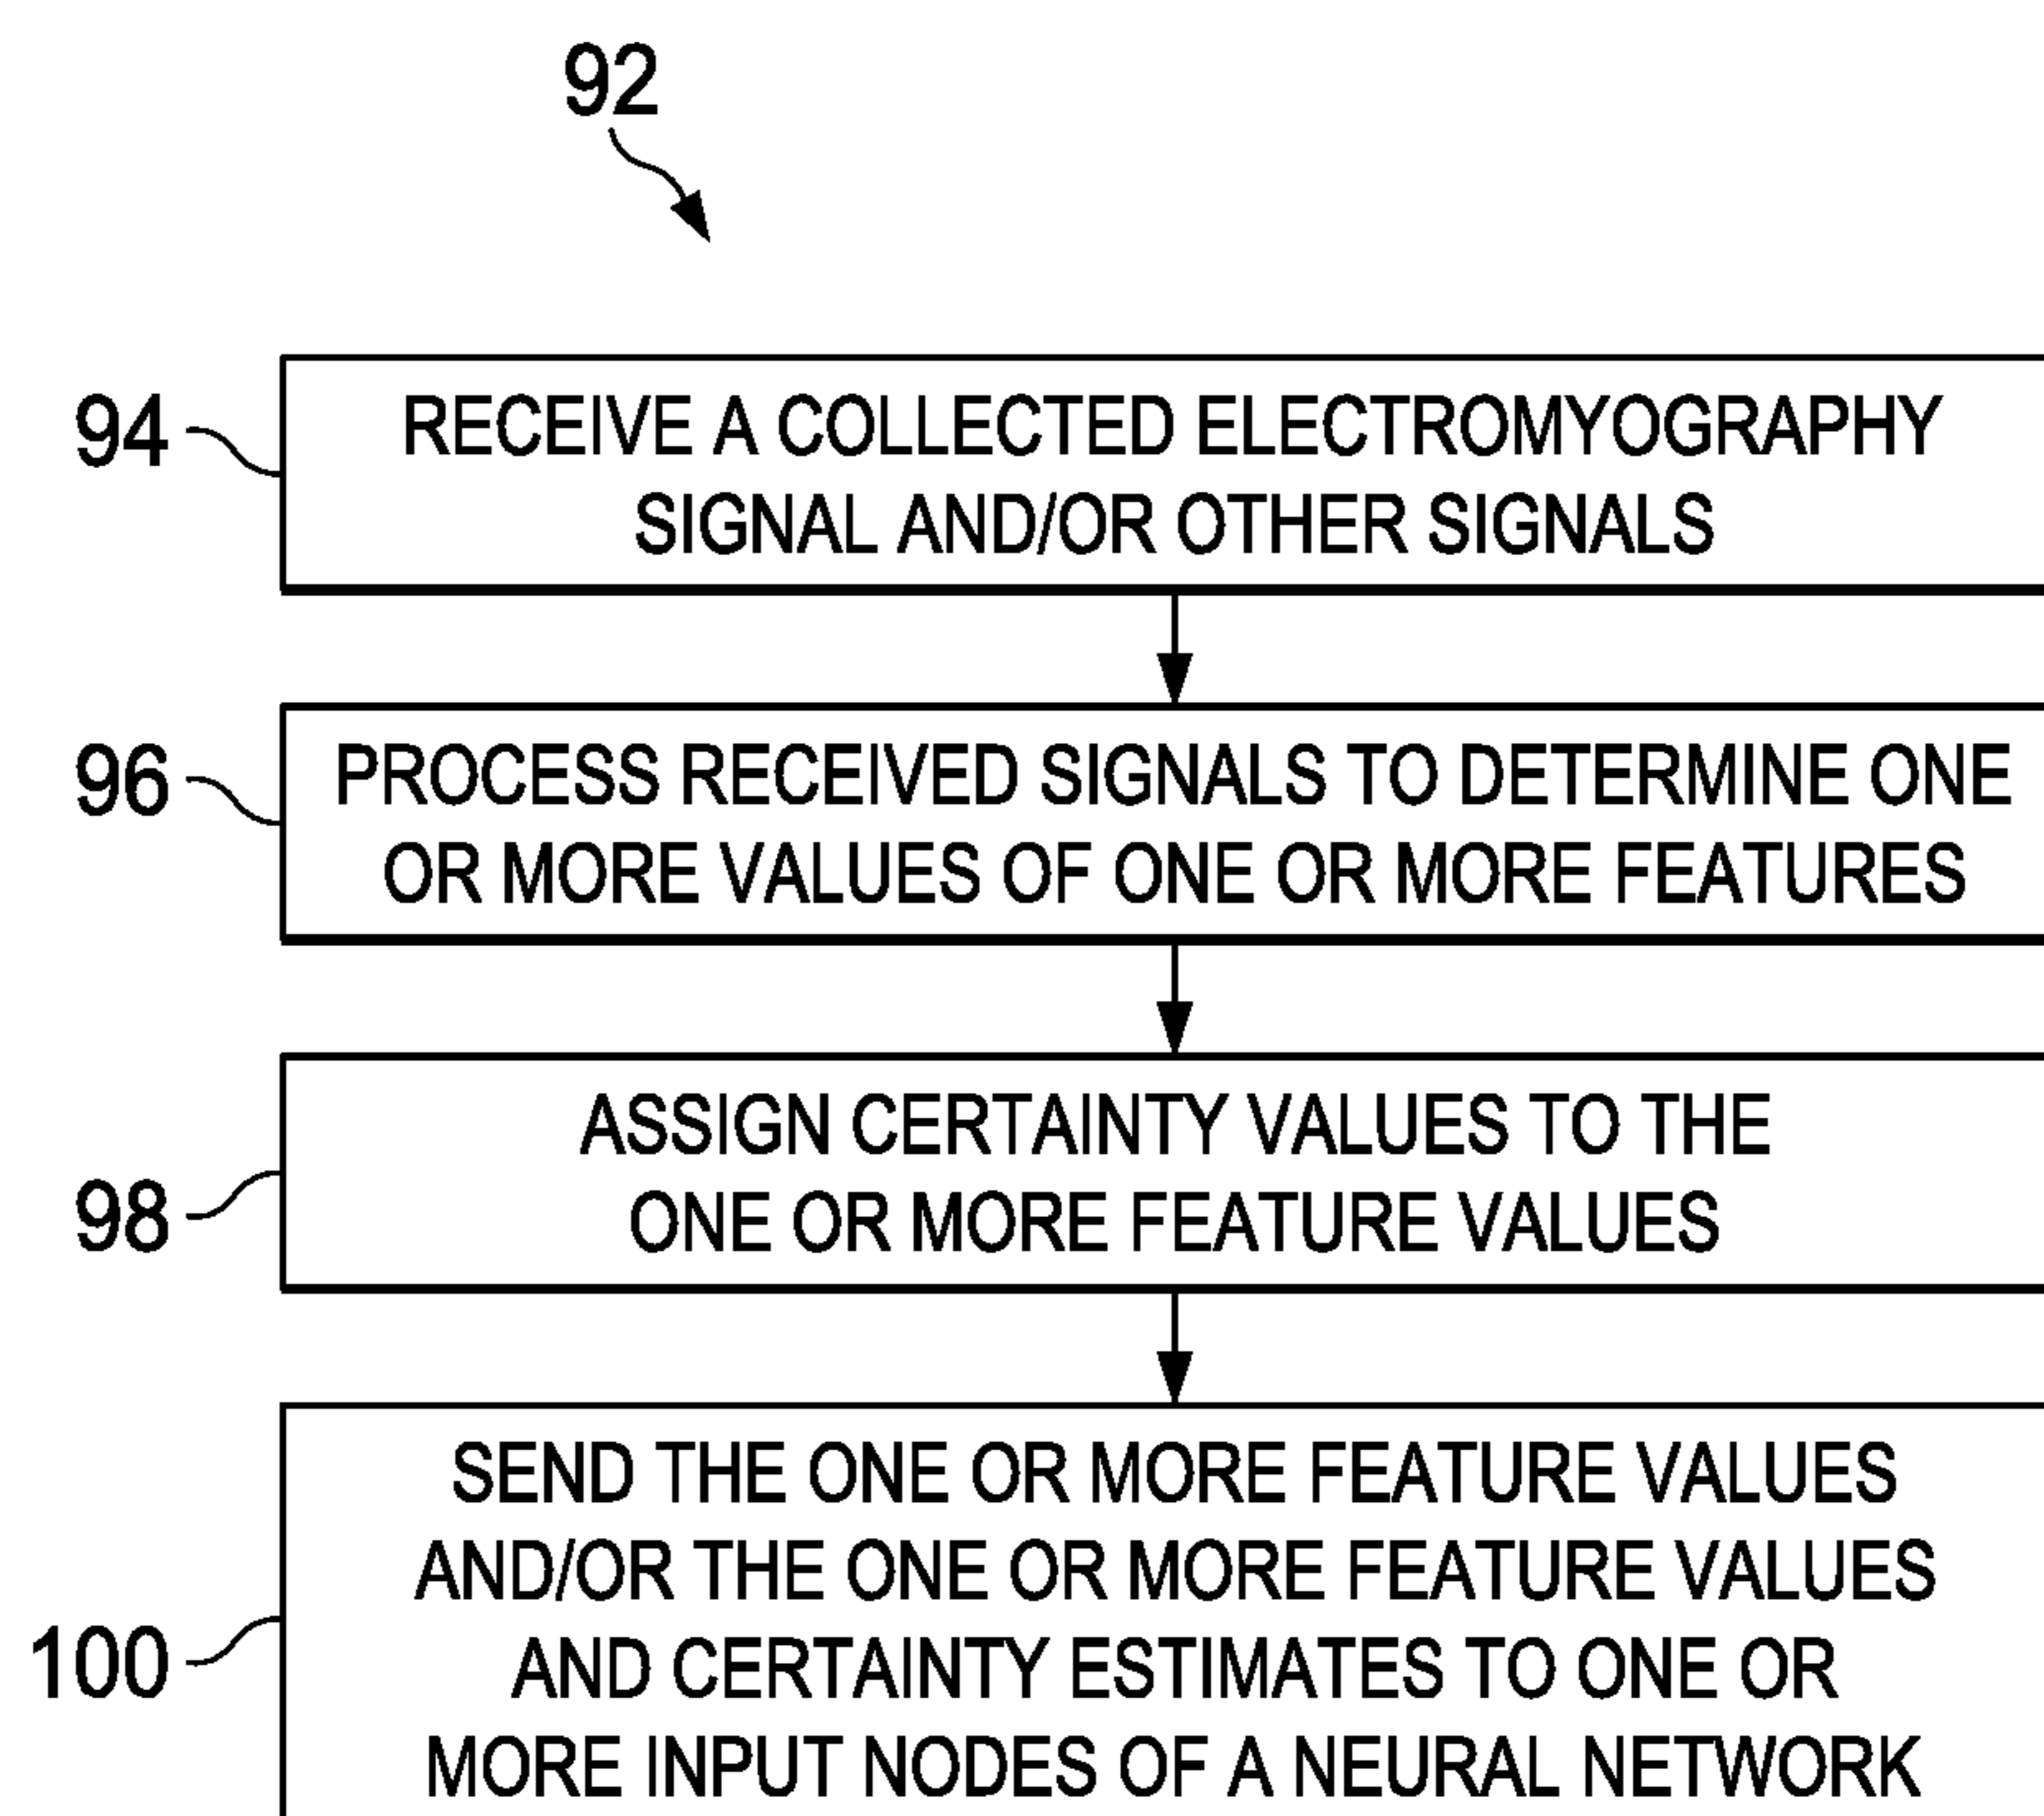 92
94
RECEIVE A COLLECTED ELECTROMYOGRAPHY
SIGNAL AND/OR OTHER SIGNALS
96
PROCESS RECEIVED SIGNALS TO DETERMINE ONE
OR MORE VALUES OF ONE OR MORE FEATURES
98
ASSIGN CERTAINTY VALUES TO THE
ONE OR MORE FEATURE VALUES
100
SEND THE ONE OR MORE FEATURE VALUES
AND/OR THE ONE OR MORE FEATURE VALUES
AND CERTAINTY ESTIMATES TO ONE OR
MORE INPUT NODES OF A NEURAL NETWORK